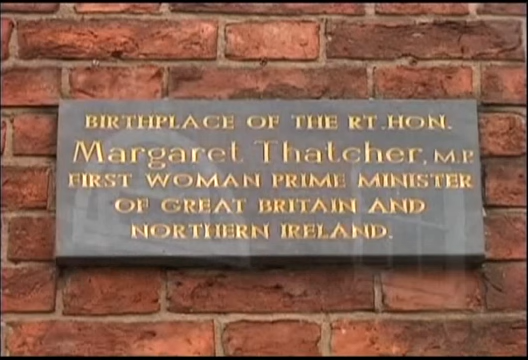 BIRTHPLACE OF THE RT.HON.
Margaret Thatcher, M.P.
FIRST WOMAN PRIME MINISTER
OF GREAT BRITAIN AND
NORTHERN IRELAND.